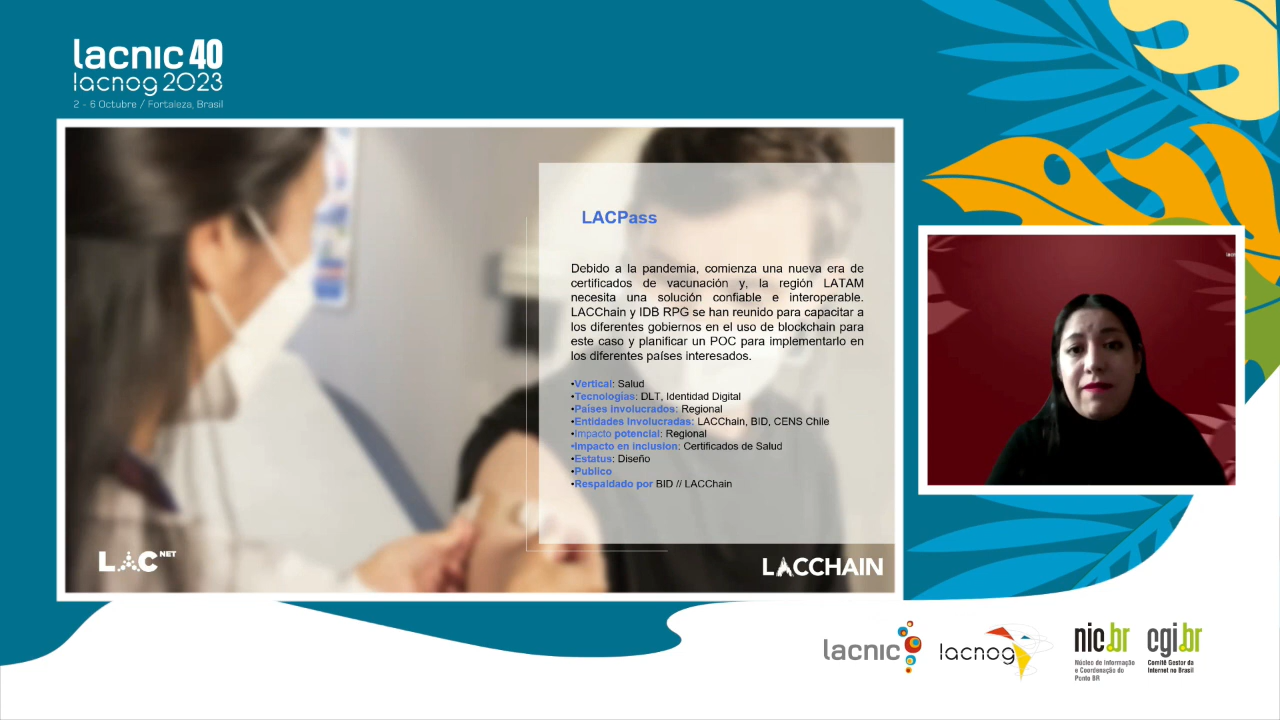 lacnic 40
lacnog 2023
2 - 6 Octubre / Fortaleza, Brasil
LACPass
Debido a la pandemia, comienza una nueva era de
certificados de vacunación y, la región LATAM
necesita una solución confiable e interoperable.
LACChain y IDB RPG se han reunido para capacitar a
los diferentes gobiernos en el uso de blockchain para
este caso y planificar un POC para implementarlo en
los diferentes países interesados.
•Vertical: Salud
•Tecnologías: DLT, Identidad Digital
•Países involucrados: Regional
•Entidades Involucradas: LACChain, BID, CENS Chile
•Impacto potencial: Regional
•Impacto en inclusion: Certificados de Salud
•Estatus: Diseño
•Publico
•Respaldado por BID // LACChain
LAC NET
LACCHAIN
lacnic
lacnog
nic.br
Núcleo de Informação
e Coordenação do
Ponto BR
cgi.br
Comitê Gestor da
Internet no Brasil